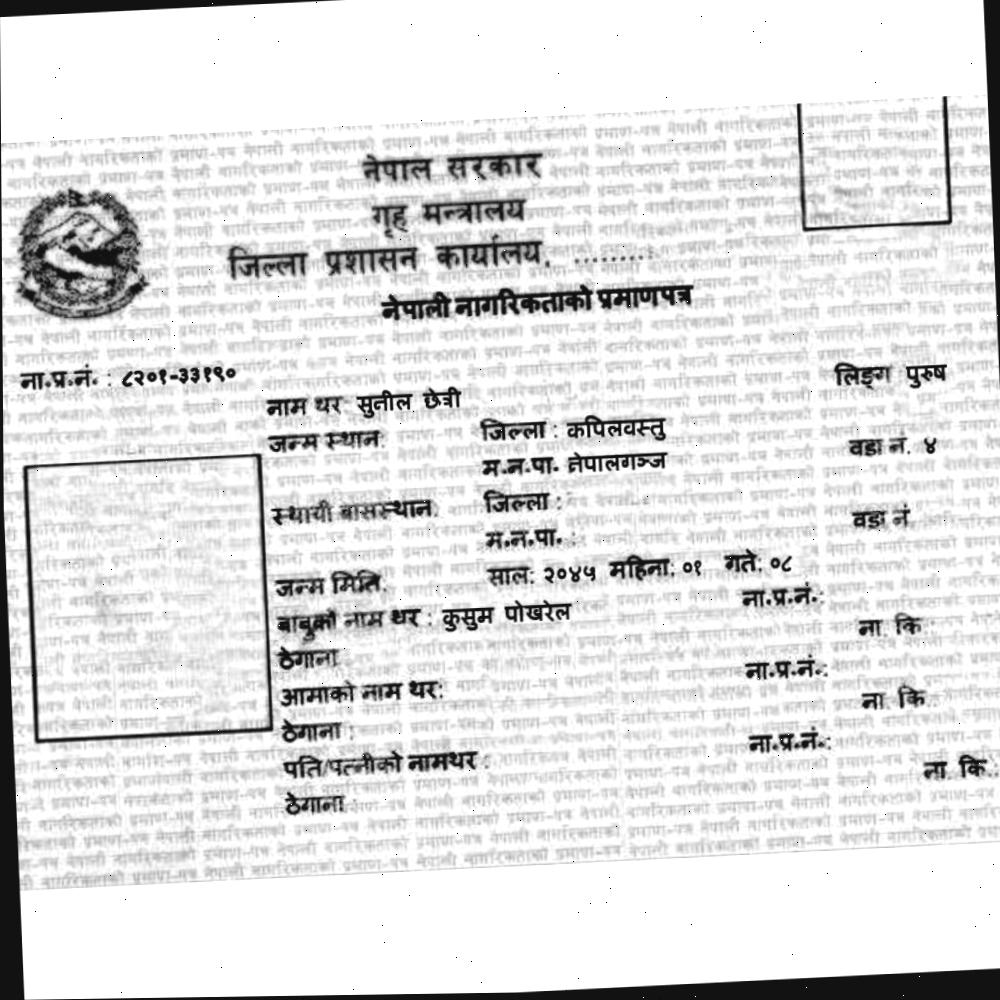 नेपाल सरकार
गृह मन्त्रालय
जिल्ला प्रशासन कार्यालय, .........
नेपाली नागरिकताको प्रमाणपत्र
ना.प्र.नं. : ८२०१-३३१९०
लिङ्ग पुरुष
नाम थर सुनील छेत्री
जन्म स्थान: जिल्ला : कपिलवस्तु
म.न.पा. नेपालगञ्ज वडा नं. ४
स्थायी बासस्थान: जिल्ला :
म.न.पा. : वडा नं
जन्म मिति. साल: २०४५ महिना: ०१ गते: ०८
बाबुको नाम थर : कुसुम पोखरेल ना.प्र.नं.:
ठेगाना ना. कि.:
आमाको नाम थर: ना.प्र.नं.:
ठेगाना : ना. कि.:
पति/पत्नीको नामथर : ना.प्र.नं.:
ठेगाना : ना. कि.: